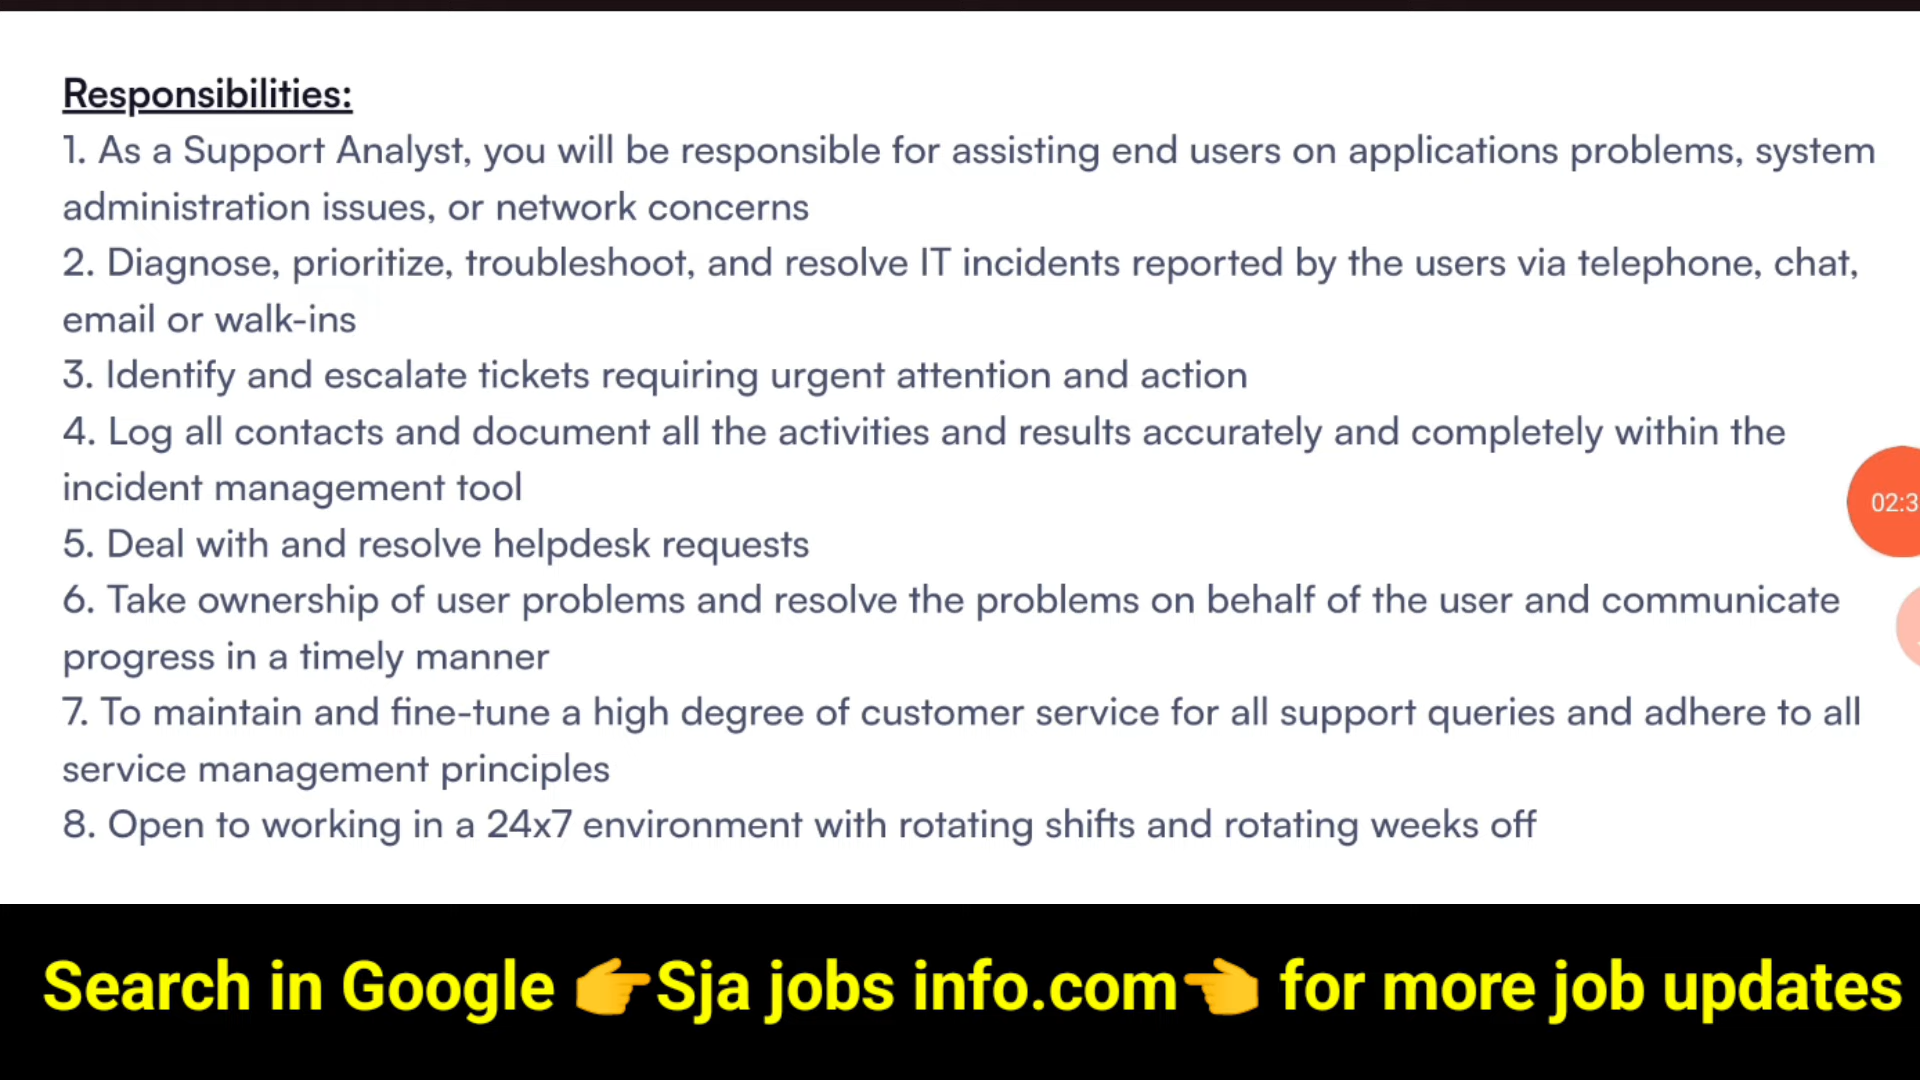 Responsibilities:
1. As a Support Analyst, you will be responsible for assisting end users on applications problems, system
administration issues, or network concerns
2. Diagnose, prioritize, troubleshoot, and resolve IT incidents reported by the users via telephone, chat,
email or walk-ins
3. Identify and escalate tickets requiring urgent attention and action
4. Log all contacts and document all the activities and results accurately and completely within the
incident management tool
02:3
5. Deal with and resolve helpdesk requests
6. Take ownership of user problems and resolve the problems on behalf of the user and communicate
progress in a timely manner
7. To maintain and fine-tune a high degree of customer service for all support queries and adhere to all
service management principles
8. Open to working in a 24x7 environment with rotating shifts and rotating weeks off
Search in Google 👉Sja jobs info.com👈 for more job updates